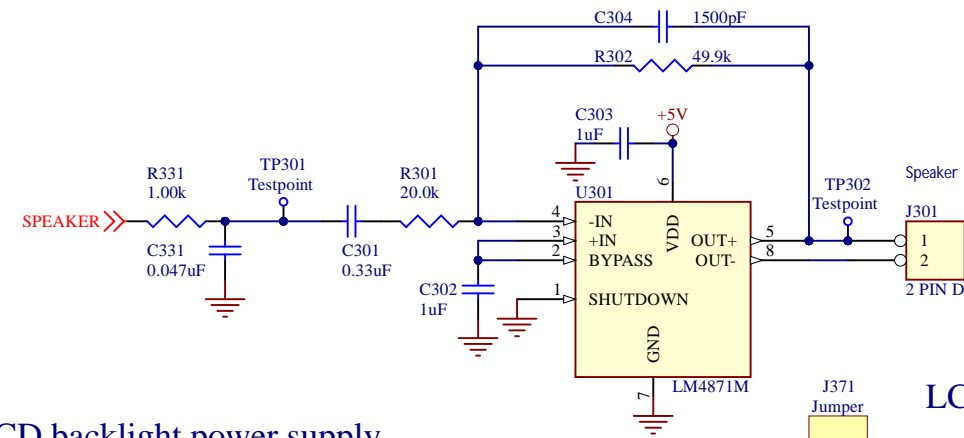 C304 1500pF
R302 49.9k
C303
1uF
+5V
R331
1.00k
TP301
Testpoint
R301
20.0k
U301
TP302
Testpoint
Speaker
J301
SPEAKER
C331
0.047uF
C301
0.33uF
4 -IN
3 +IN
2 BYPASS
1 SHUTDOWN
6 VDD
OUT+ 5
OUT- 8
1
2
2 PIN D
C302
1uF
GND
7
LM4871M
J371
Jumper
LC
CD backlight power supply